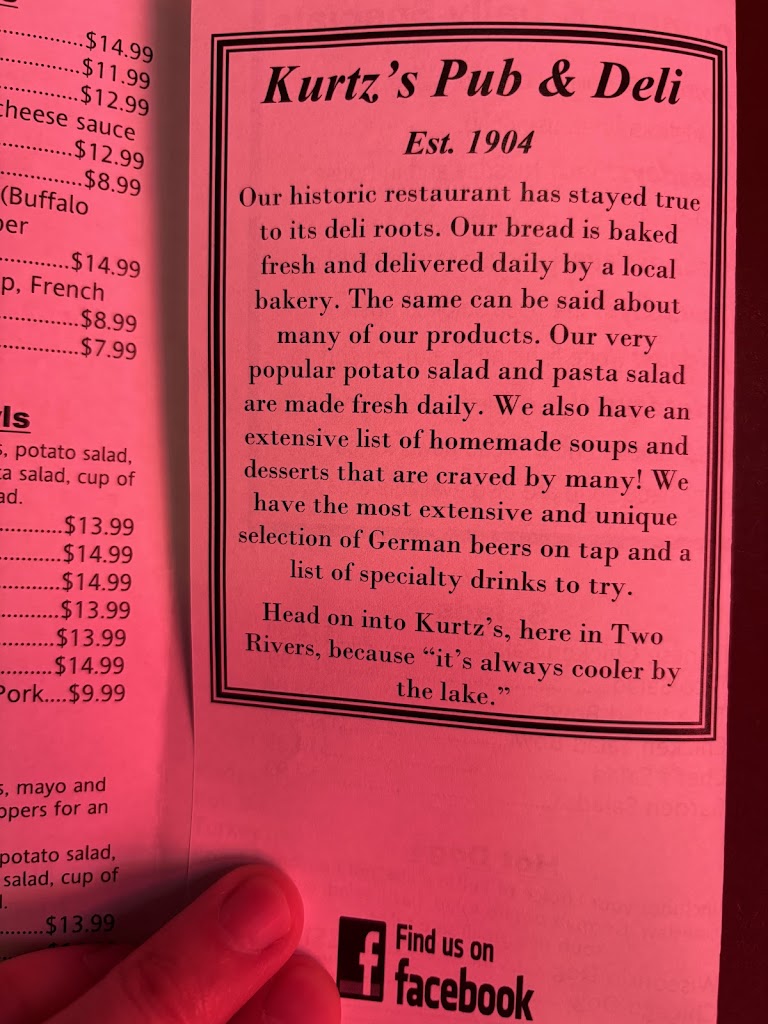 $14.99
$11.99
$12.99
cheese sauce
$12.99
$8.99
(Buffalo
$14.99
p, French
$8.99
$7.99
potato salad,
salad, cup of
$13.99
$14.99
$14.99
$13.99
$13.99
$14.99
Pork....$9.99
mayo and
for an
potato salad,
salad, cup of
$13.99
Kurtz's Pub & Deli
Est. 1904
Our historic restaurant has stayed true
to its deli roots. Our bread is baked
fresh and delivered daily by a local
bakery. The same can be said about
many of our products. Our very
popular potato salad and pasta salad
are made fresh daily. We also have an
extensive list of homemade soups and
desserts that are craved by many! We
have the most extensive and unique
selection of German beers on tap and a
list of specialty drinks to try.
Head on into Kurtz's, here in Two
Rivers, because “it's always cooler by
the lake.”
f Find us on
facebook